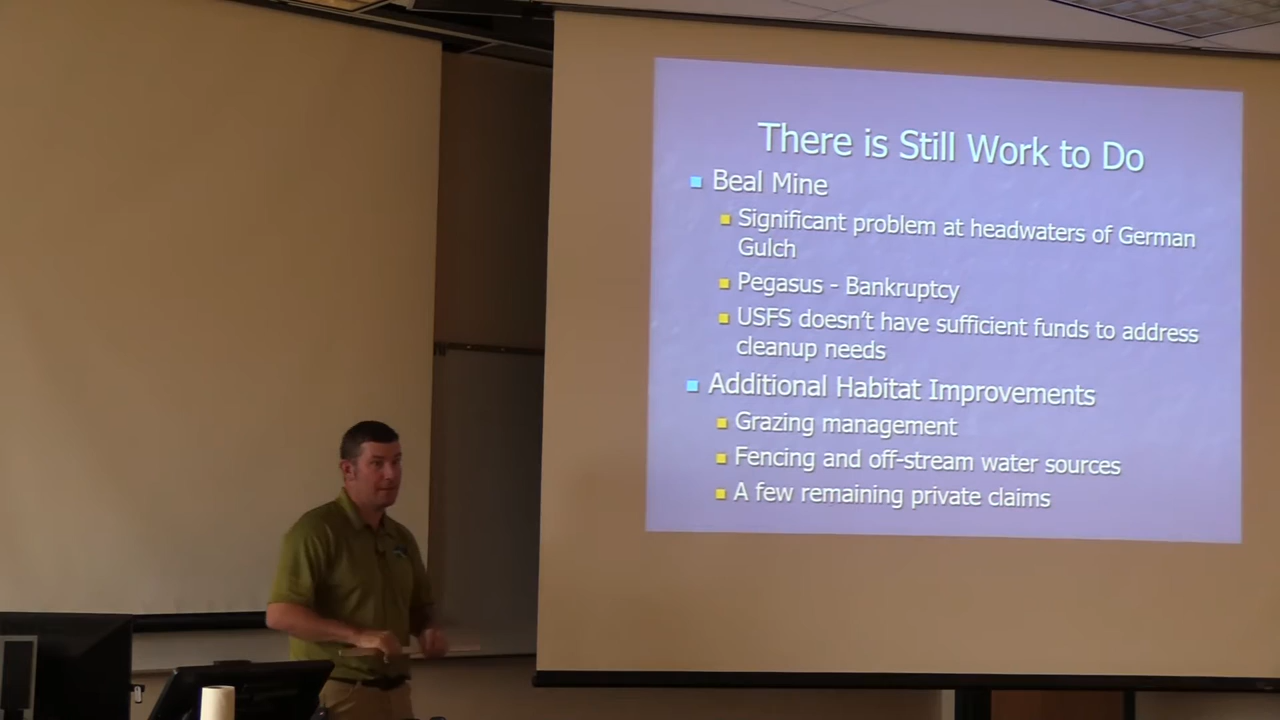 There is Still Work to Do
Beal Mine
Significant problem at headwaters of German
Gulch
Pegasus - Bankruptcy
USFS doesn't have sufficient funds to address
cleanup needs
Additional Habitat Improvements
Grazing management
Fencing and off-stream water sources
A few remaining private claims